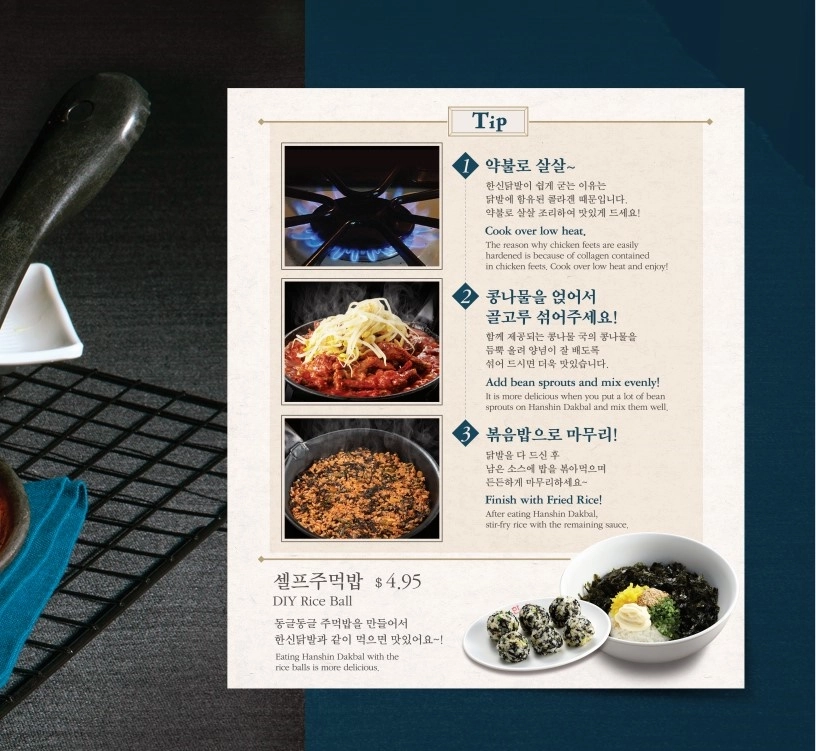 Tip
1 약불로 살살~
한신닭발이 쉽게 굳는 이유는
닭발에 함유된 콜라겐 때문입니다.
약불로 살살 조리하여 맛있게 드세요!
Cook over low heat.
The reason why chicken feets are easily
hardened is because of collagen contained
in chicken feets. Cook over low heat and enjoy!
2 콩나물을 얹어서
골고루 섞어주세요!
함께 제공되는 콩나물 국의 콩나물을
듬뿍 올려 양념이 잘 배도록
섞어 드시면 더욱 맛있습니다.
Add bean sprouts and mix evenly!
It is more delicious when you put a lot of bean
sprouts on Hanshin Dakbal and mix them well.
3 볶음밥으로 마무리!
닭발을 다 드신 후
남은 소스에 밥을 볶아먹으며
든든하게 마무리하세요~
Finish with Fried Rice!
After eating Hanshin Dakbal,
stir-fry rice with the remaining sauce.
셀프주먹밥 $4.95
DIY Rice Ball
동글동글 주먹밥을 만들어서
한신닭발과 같이 먹으면 맛있어요~!
Eating Hanshin Dakbal with the
rice balls is more delicious.